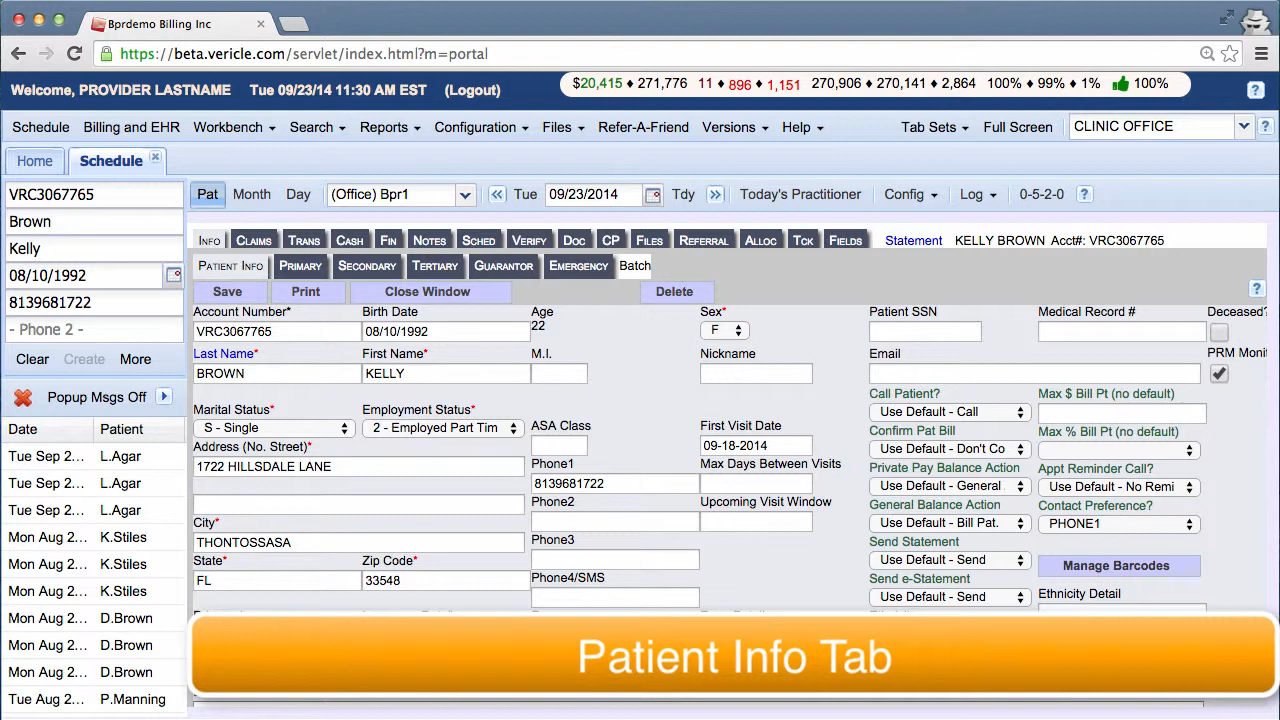 Bprdemo Billing Inc
https://beta.vericle.com/servlet/index.html?m=portal
Welcome, PROVIDER LASTNAME Tue 09/23/14 11:30 AM EST (Logout) $20,415 ♦ 271,776 11 ♦ 896 ♦ 1,151 270,906 ♦ 270,141 ♦ 2,864 100% ♦ 99% ♦ 1% 100% ?
Schedule Billing and EHR Workbench Search Reports Configuration Files Refer-A-Friend Versions Help Tab Sets Full Screen CLINIC OFFICE ?
Home Schedule
VRC3067765
Brown
Kelly
08/10/1992
8139681722
- Phone 2 -
Clear Create More
Popup Msgs Off
Date Patient
Tue Sep 2... L.Agar
Tue Sep 2... L.Agar
Tue Sep 2... L.Agar
Mon Aug 2... K.Stiles
Mon Aug 2... K.Stiles
Mon Aug 2... K.Stiles
Mon Aug 2... D.Brown
Mon Aug 2... D.Brown
Mon Aug 2... D.Brown
Tue Aug 2... P.Manning
Pat Month Day (Office) Bpr1 Tue 09/23/2014 Tdy Today's Practitioner Config Log 0-5-2-0 ?
INFO CLAIMS TRANS CASH FIN NOTES SCHED VERIFY DOC CP FILES REFERRAL ALLOC TCK FIELDS Statement KELLY BROWN Acct#: VRC3067765
PATIENT INFO PRIMARY SECONDARY TERTIARY GUARANTOR EMERGENCY Batch
Save Print Close Window Delete ?
Account Number* Birth Date Age Sex* Patient SSN Medical Record # Deceased?
VRC3067765 08/10/1992 22 F
Last Name* First Name* M.I. Nickname Email PRM Moni
BROWN KELLY
Call Patient? Max $ Bill Pt (no default)
Marital Status* Employment Status* Use Default - Call
S - Single 2 - Employed Part Tim ASA Class First Visit Date Confirm Pat Bill Max % Bill Pt (no default)
Address (No. Street)* 09-18-2014 Use Default - Don't Co
1722 HILLSDALE LANE Phone1 Max Days Between Visits Private Pay Balance Action Appt Reminder Call?
8139681722 Use Default - General Use Default - No Remi
Phone2 Upcoming Visit Window General Balance Action Contact Preference?
City* Use Default - Bill Pat. PHONE1
THONTOSSASA Phone3 Send Statement
State* Zip Code* Use Default - Send Manage Barcodes
FL 33548 Phone4/SMS Send e-Statement Ethnicity Detail
Use Default - Send
Patient Info Tab